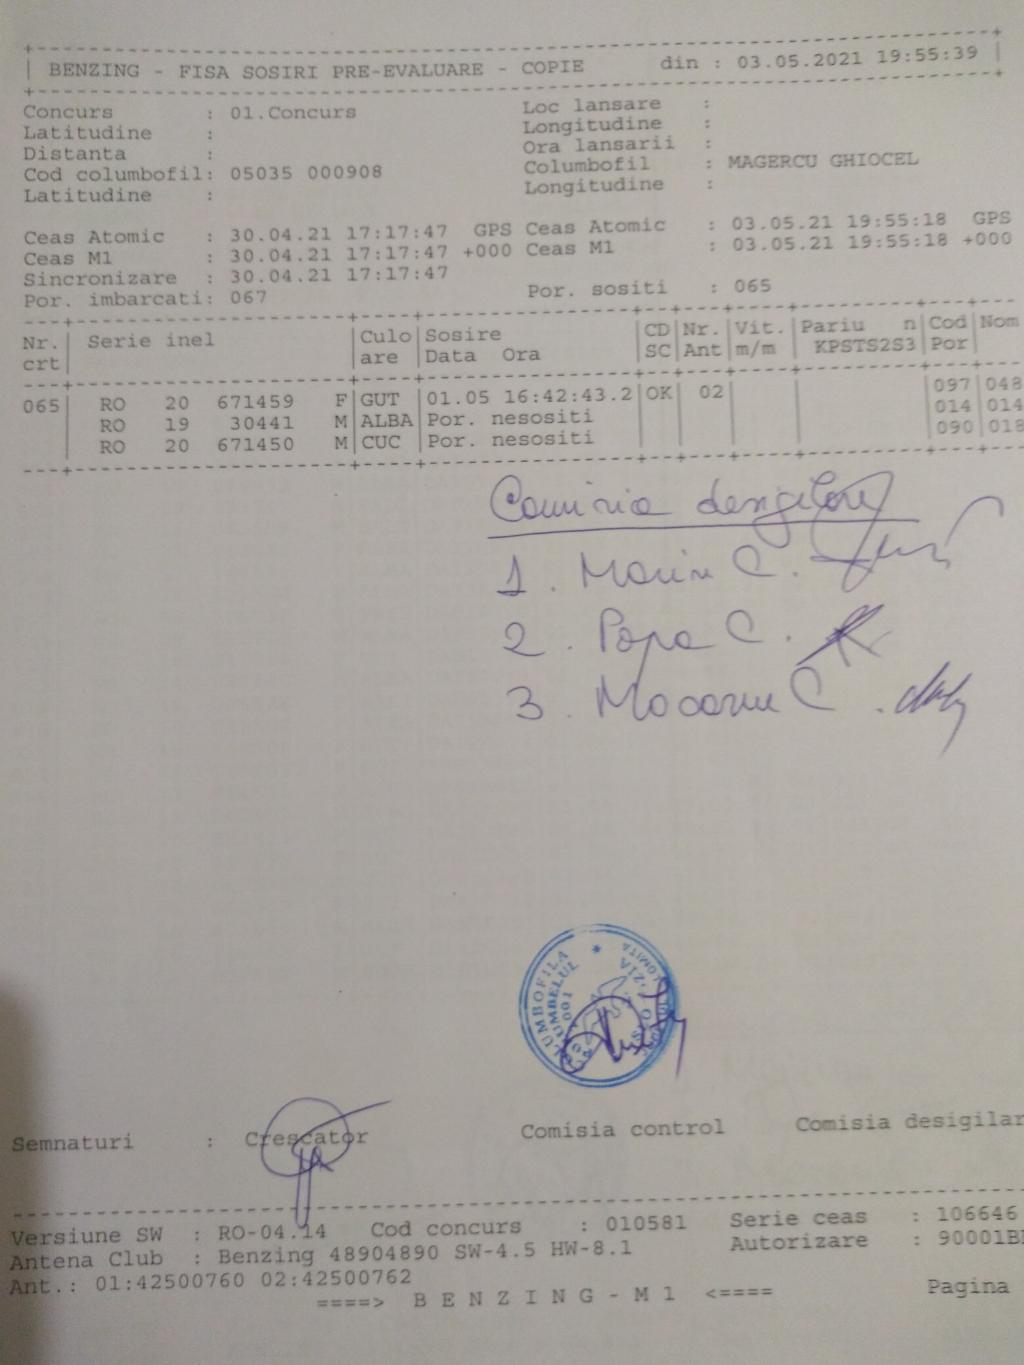 BENZING - FISA SOSIRI PRE-EVALUARE - COPIE din : 03.05.2021 19:55:39
Concurs : 01.Concurs Loc lansare :
Latitudine : Longitudine :
Distanta : Ora lansarii :
Cod columbofil: 05035 000908 Columbofil : MAGERCU GHIOCEL
Latitudine : Longitudine :
Ceas Atomic : 30.04.21 17:17:47 GPS Ceas Atomic : 03.05.21 19:55:18 GPS
Ceas M1 : 30.04.21 17:17:47 +000 Ceas M1 : 03.05.21 19:55:18 +000
Sincronizare : 30.04.21 17:17:47
Por. imbarcati: 067 Por. sositi : 065
Nr. | Serie inel |Culo|Sosire |CD|Nr.|Vit.|Pariu n|Cod|Nom
crt| |are |Data Ora |SC|Ant|m/m | KPSTS2S3|Por|
065| RO 20 671459 F|GUT |01.05 16:42:43.2|OK| 02| | |097|048
RO 19 30441 M|ALBA|Por. nesositi | | | | |014|014
RO 20 671450 M|CUC |Por. nesositi | | | | |090|018
Comisia
1. Marin C.
2. Popa C.
3. Mocanu C.
COLUMBOFILA
Semnaturi : Crescator Comisia control Comisia desigilar
Versiune SW : RO-04.14 Cod concurs : 010581 Serie ceas : 106646
Antena Club : Benzing 48904890 SW-4.5 HW-8.1 Autorizare : 90001B
Ant.: 01:42500760 02:42500762
====> B E N Z I N G - M 1 <==== Pagina